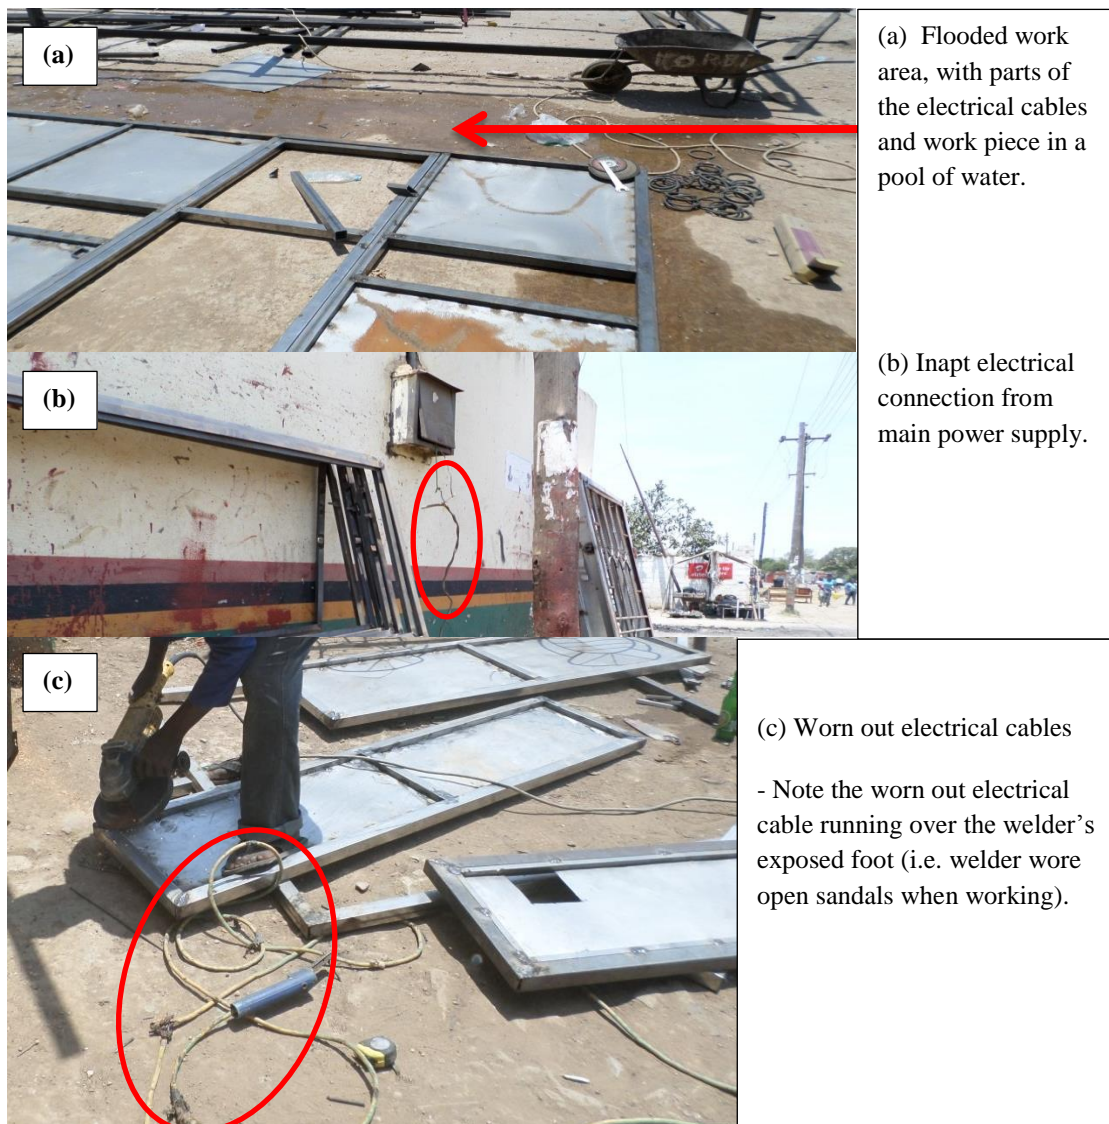 (a)
(a) Flooded work
area, with parts of
the electrical cables
and work piece in a
pool of water.
(b)
(b) Inapt electrical
connection from
main power supply.
(c)
(c) Worn out electrical cables
- Note the worn out electrical
cable running over the welder’s
exposed foot (i.e. welder wore
open sandals when working).